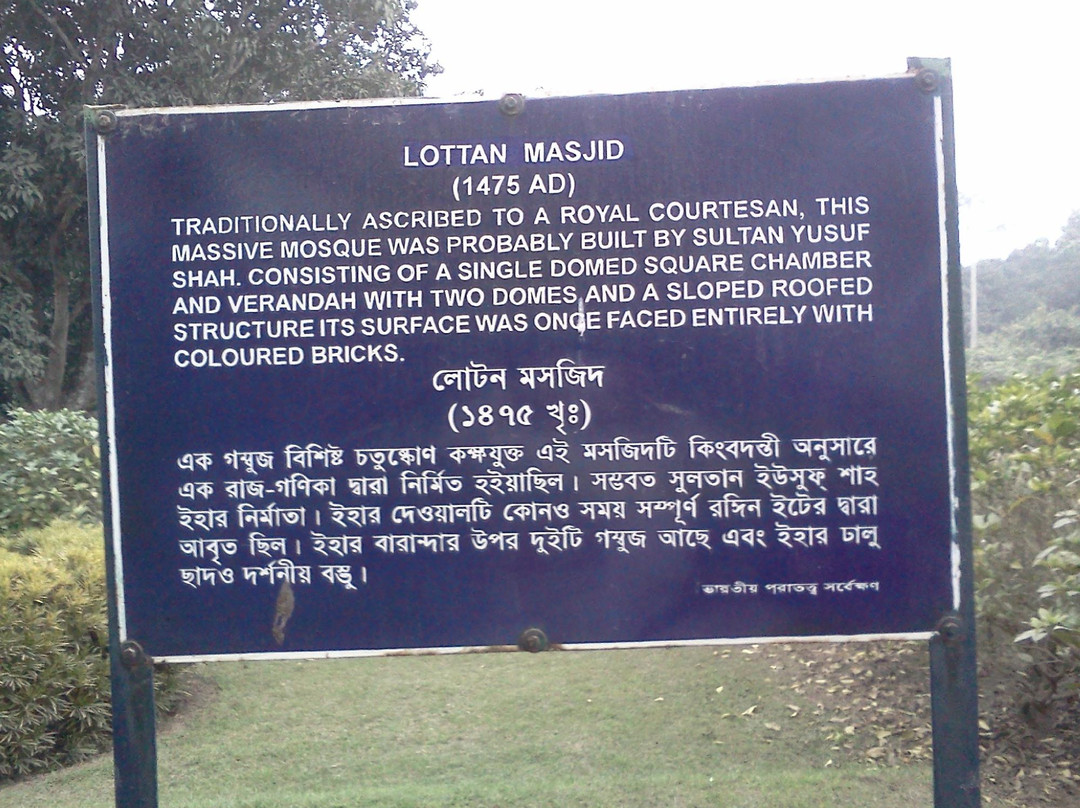 LOTTAN MASJID
(1475 AD)
TRADITIONALLY ASCRIBED TO A ROYAL COURTESAN, THIS
MASSIVE MOSQUE WAS PROBABLY BUILT BY SULTAN YUSUF
SHAH. CONSISTING OF A SINGLE DOMED SQUARE CHAMBER
AND VERANDAH WITH TWO DOMES AND A SLOPED ROOFED
STRUCTURE ITS SURFACE WAS ONCE FACED ENTIRELY WITH
COLOURED BRICKS.
লোটন মসজিদ
(১৪৭৫ খৃঃ)
এক গম্বুজ বিশিষ্ট চতুষ্কোণ কক্ষযুক্ত এই মসজিদটি কিংবদন্তী অনুসারে
এক রাজ-গণিকা দ্বারা নির্মিত হইয়াছিল। সম্ভবত সুলতান ইউসুফ্ শাহ
ইহার নির্মাতা। ইহার দেওয়ালটি কোনও সময় সম্পূর্ণ রঙ্গিন ইটের দ্বারা
আবৃত ছিল। ইহার বারান্দার উপর দুইটি গম্বুজ আছে এবং ইহার ঢালু
ছাদও দর্শনীয় বস্তু।
ভারতীয় পুরাতত্ত্ব সর্বেক্ষণ